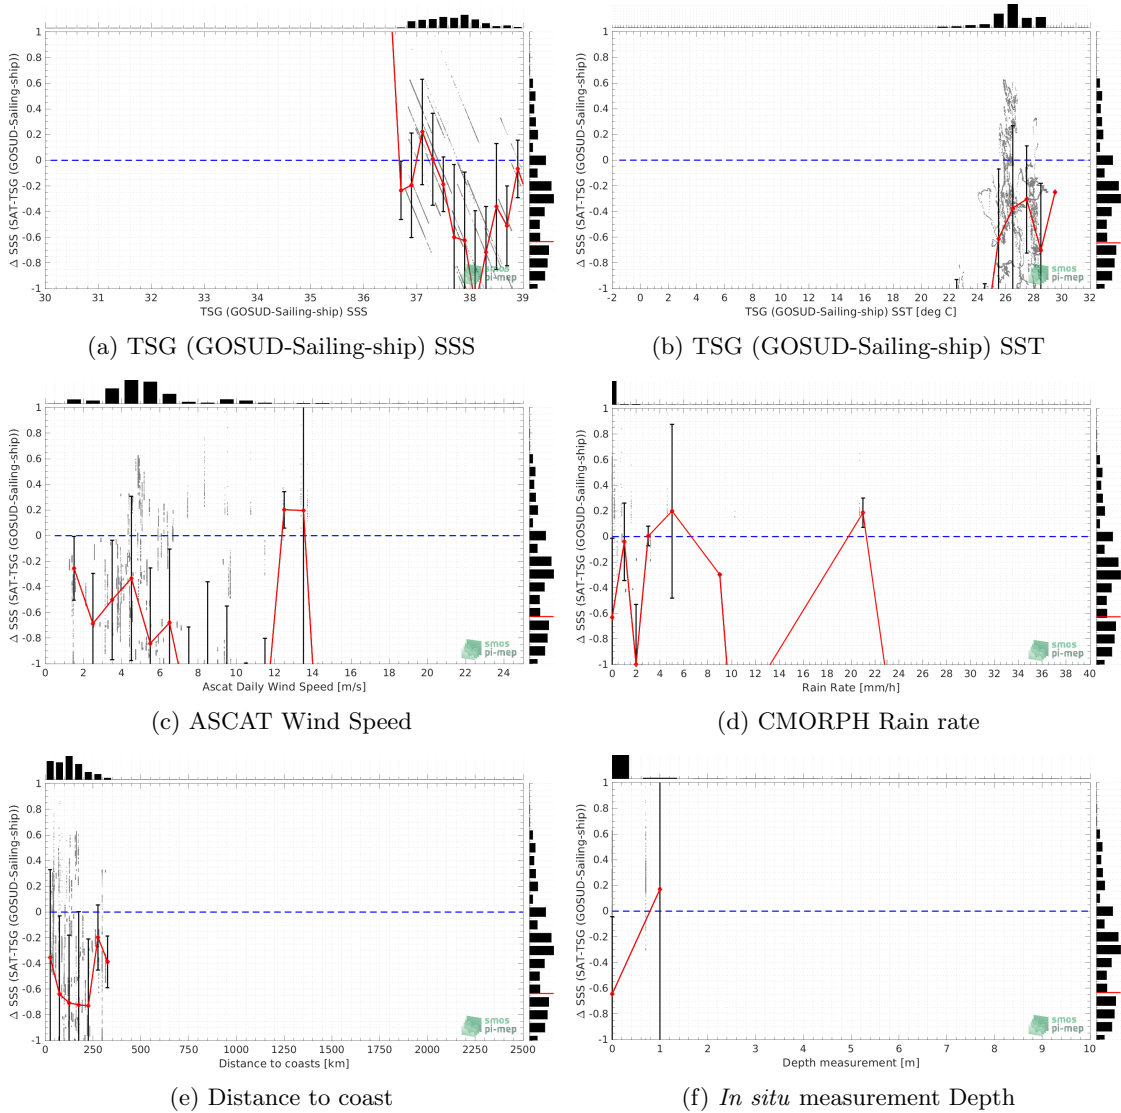 Δ SSS (SAT-TSG (GOSUD-Sailing-ship))
1
0.8
0.6
0.4
0.2
0
-0.2
-0.4
-0.6
-0.8
-1
30 31 32 33 34 35 36 37 38 39
TSG (GOSUD-Sailing-ship) SSS
smos
pi-mep
(a) TSG (GOSUD-Sailing-ship) SSS
Δ SSS (SAT-TSG (GOSUD-Sailing-ship))
1
0.8
0.6
0.4
0.2
0
-0.2
-0.4
-0.6
-0.8
-1
-2 0 2 4 6 8 10 12 14 16 18 20 22 24 26 28 30 32
TSG (GOSUD-Sailing-ship) SST [deg C]
smos
pi-mep
(b) TSG (GOSUD-Sailing-ship) SST
Δ SSS (SAT-TSG (GOSUD-Sailing-ship))
1
0.8
0.6
0.4
0.2
0
-0.2
-0.4
-0.6
-0.8
-1
0 2 4 6 8 10 12 14 16 18 20 22 24
Ascat Daily Wind Speed [m/s]
smos
pi-mep
(c) ASCAT Wind Speed
Δ SSS (SAT-TSG (GOSUD-Sailing-ship))
1
0.8
0.6
0.4
0.2
0
-0.2
-0.4
-0.6
-0.8
-1
0 2 4 6 8 10 12 14 16 18 20 22 24 26 28 30 32 34 36 38 40
Rain Rate [mm/h]
smos
pi-mep
(d) CMORPH Rain rate
Δ SSS (SAT-TSG (GOSUD-Sailing-ship))
1
0.8
0.6
0.4
0.2
0
-0.2
-0.4
-0.6
-0.8
-1
0 250 500 750 1000 1250 1500 1750 2000 2250 2500
Distance to coasts [km]
smos
pi-mep
(e) Distance to coast
Δ SSS (SAT-TSG (GOSUD-Sailing-ship))
1
0.8
0.6
0.4
0.2
0
-0.2
-0.4
-0.6
-0.8
-1
0 1 2 3 4 5 6 7 8 9 10
Depth measurement [m]
smos
pi-mep
(f) In situ measurement Depth